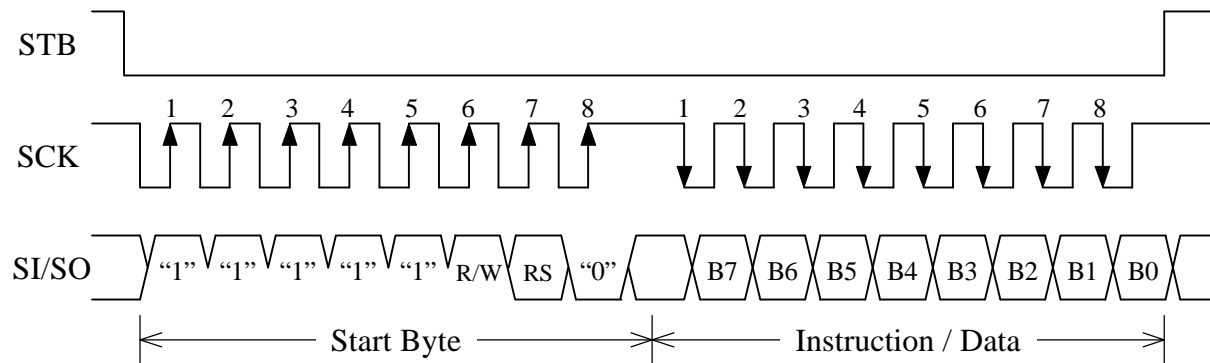 STB
1 2 3 4 5 6 7 8 1 2 3 4 5 6 7 8
SCK
SI/SO “1” “1” “1” “1” “1” R/W RS “0” B7 B6 B5 B4 B3 B2 B1 B0
Start Byte Instruction / Data